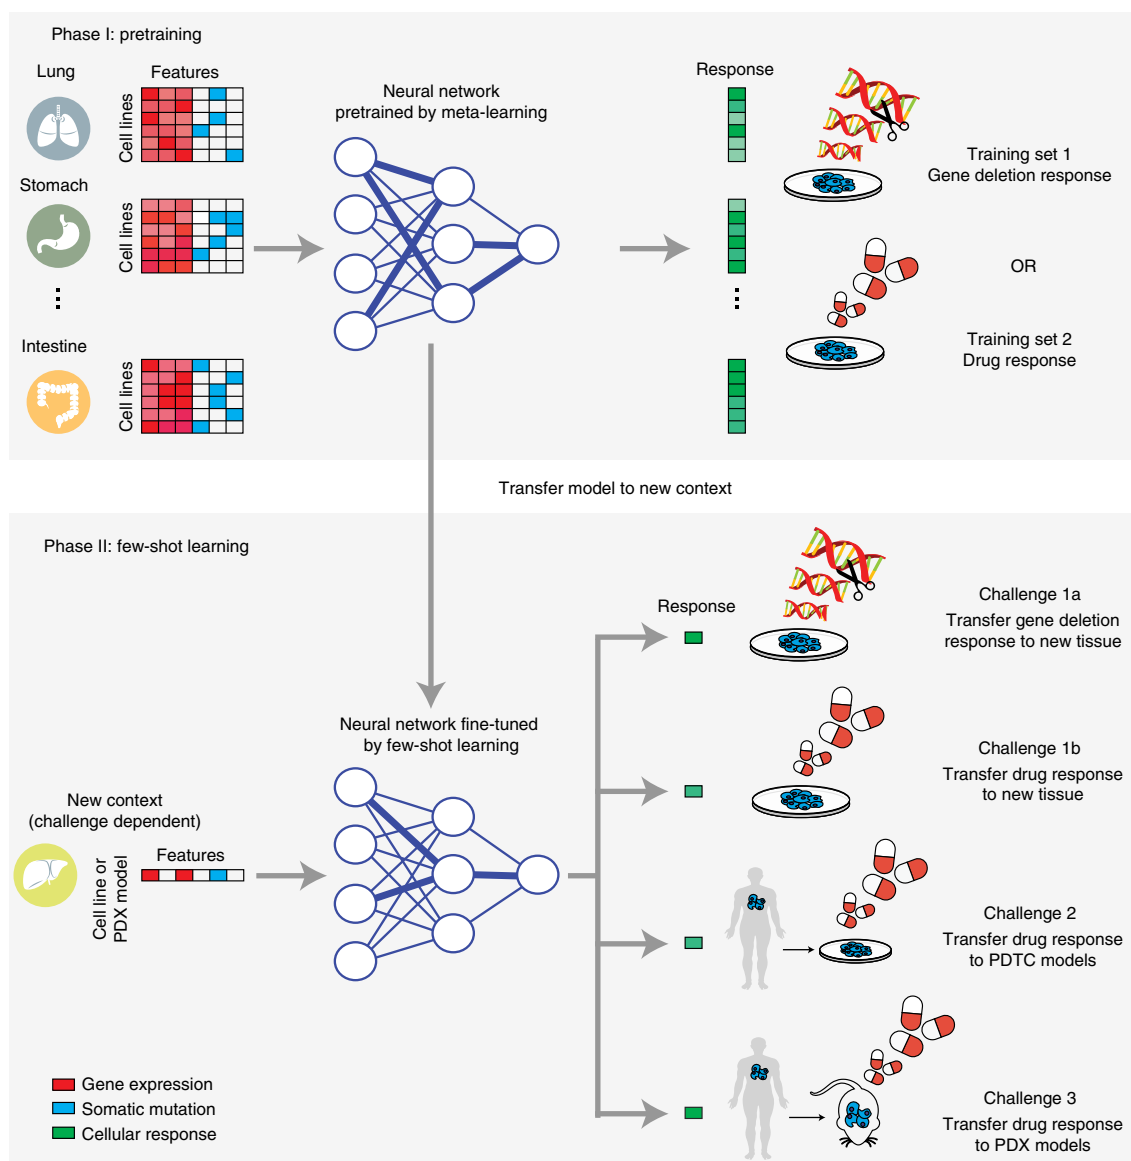 Phase I: pretraining
Lung
Features
Cell lines
Neural network
pretrained by meta-learning
Response
Training set 1
Gene deletion response
Stomach
Cell lines
OR
Intestine
Cell lines
Training set 2
Drug response
Transfer model to new context
Phase II: few-shot learning
Response
Challenge 1a
Transfer gene deletion
response to new tissue
Neural network fine-tuned
by few-shot learning
Challenge 1b
Transfer drug response
to new tissue
New context
(challenge dependent)
Cell line or
PDX model
Features
Challenge 2
Transfer drug response
to PDTC models
Gene expression
Somatic mutation
Cellular response
Challenge 3
Transfer drug response
to PDX models